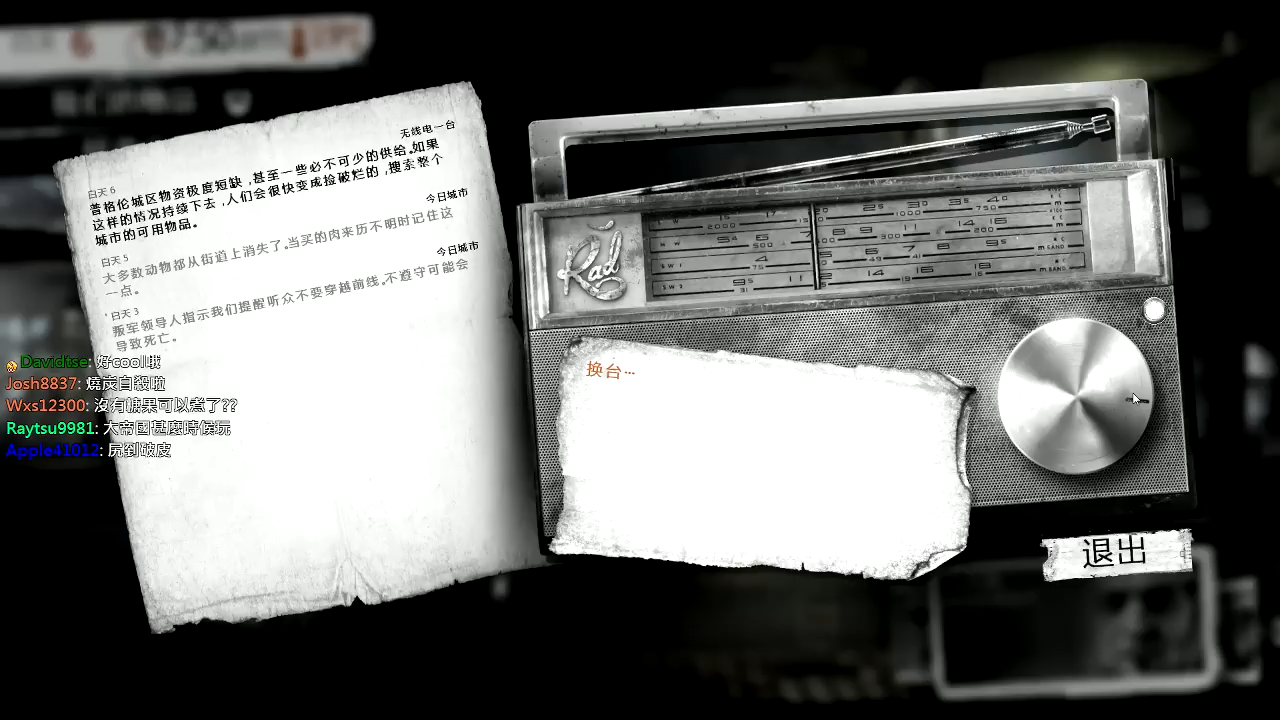 6 07:50am
无线电一台
白天 6
普格伦城区物资极度短缺 ,甚至一些必不可少的供给。如果
这样的情况持续下去 ,人们会很快变成捡破烂的 ,搜索整个
城市的可用物品。
今日城市
白天 5
大多数动物都从街道上消失了。当买的肉来历不明时记住这
一点。
今日城市
白天 3
叛军领导人指示我们提醒听众不要穿越前线。不遵守可能会
导致死亡。
Davidtse: 好cool哦
Josh8837: 燒炭自殺啦
Wxs12300: 沒有糖果可以煮了??
Raytsu9981: 大帝國甚麼時候玩
Apple41012: 屌到破皮
Rad
换台…
退出